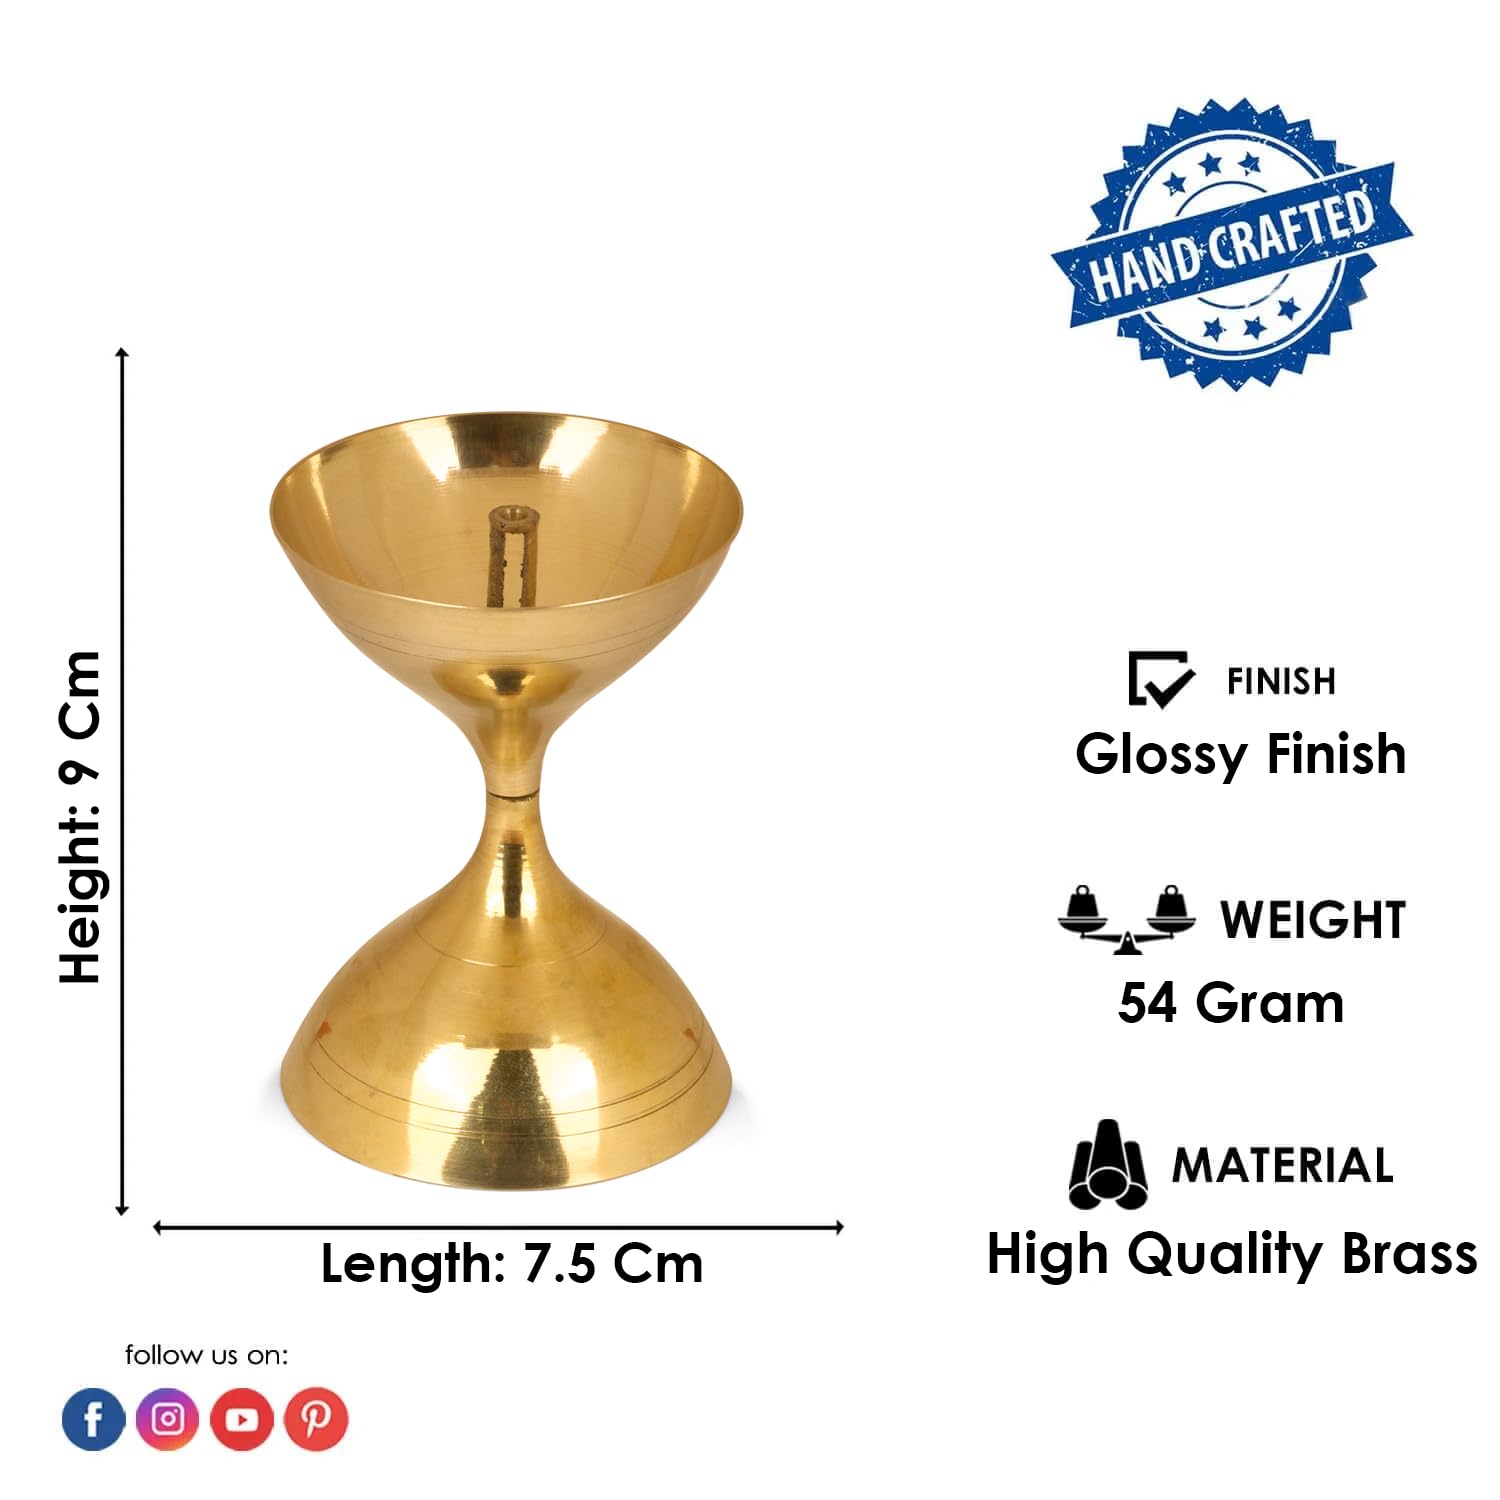 HAND CRAFTED
Height: 9 Cm
FINISH
Glossy Finish
WEIGHT
54 Gram
MATERIAL
High Quality Brass
Length: 7.5 Cm
follow us on: